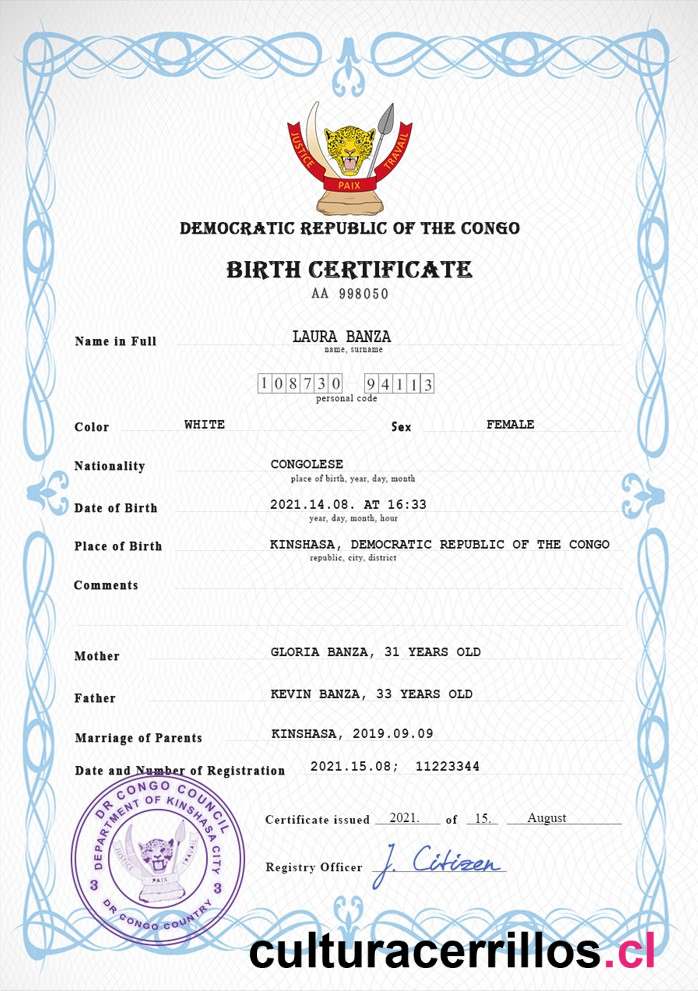 JUSTICE PAIX TRAVAIL
DEMOCRATIC REPUBLIC OF THE CONGO
BIRTH CERTIFICATE
AA 998050
Name in Full LAURA BANZA
name, surname
108730 94113
personal code
Color WHITE Sex FEMALE
Nationality CONGOLESE
place of birth, year, day, month
Date of Birth 2021.14.08. AT 16:33
year, day, month, hour
Place of Birth KINSHASA, DEMOCRATIC REPUBLIC OF THE CONGO
republic, city, district
Comments
Mother GLORIA BANZA, 31 YEARS OLD
Father KEVIN BANZA, 33 YEARS OLD
Marriage of Parents KINSHASA, 2019.09.09
Date and Number of Registration 2021.15.08; 11223344
DR CONGO COUNCIL
DEPARTMENT OF KINSHASA CITY
JUSTICE PAIX
3 3
DR CONGO COUNTRY
Certificate issued 2021. of 15. August
Registry Officer J. Citizen
culturacerrillos.cl